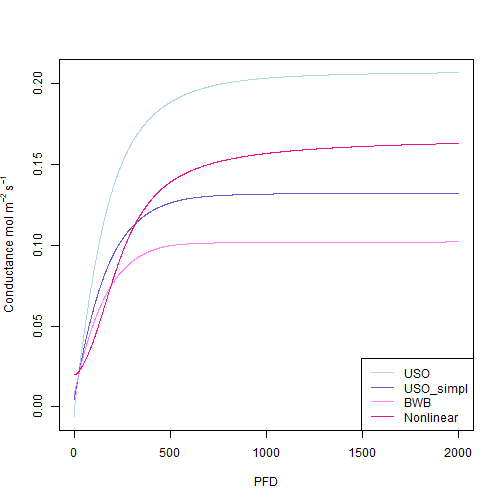 0.20
0.15
0.10
0.05
0.00
Conductance mol m⁻² s⁻¹
0 500 1000 1500 2000
PFD
USO
USO_simpl
BWB
Nonlinear